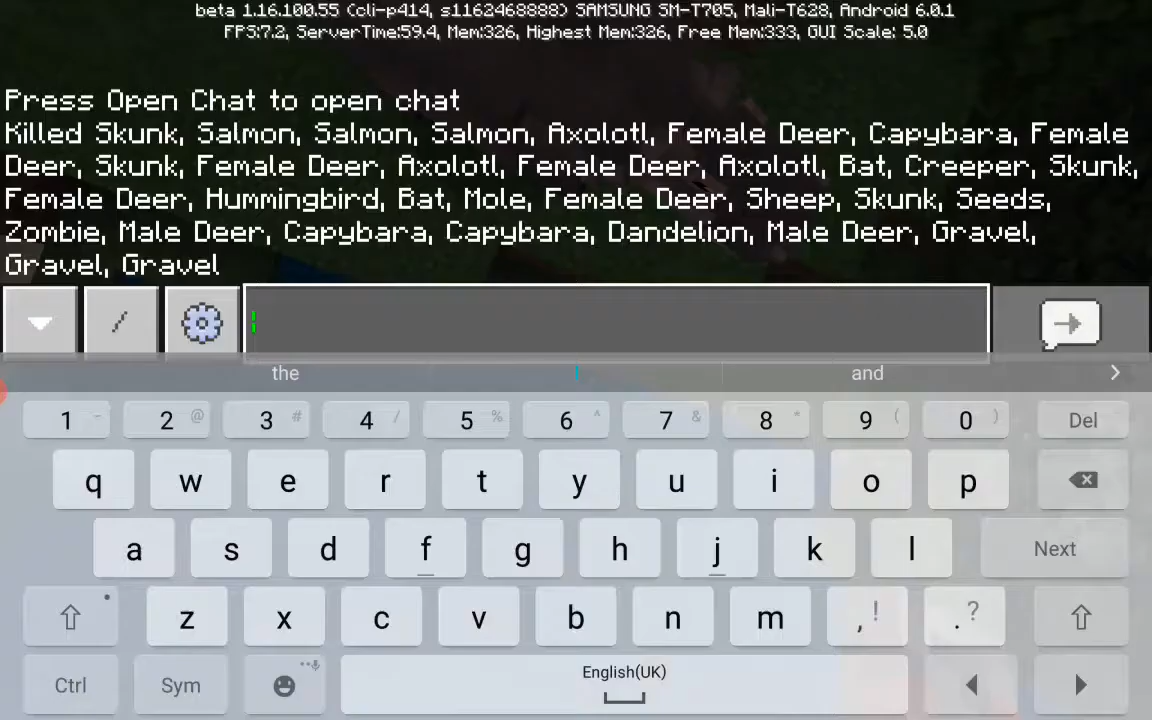 beta 1.16.100.55 (cli-p414, s1162468888) SAMSUNG SM-T705, Mali-T628, Android 6.0.1
FPS:7.2, ServerTime:59.4, Mem:326, Highest Mem:326, Free Mem:333, GUI Scale: 5.0
Press Open Chat to open chat
Killed Skunk, Salmon, Salmon, Salmon, Axolotl, Female Deer, Capybara, Female
Deer, Skunk, Female Deer, Axolotl, Female Deer, Axolotl, Bat, Creeper, Skunk,
Female Deer, Hummingbird, Bat, Mole, Female Deer, Sheep, Skunk, Seeds,
Zombie, Male Deer, Capybara, Capybara, Dandelion, Male Deer, Gravel,
Gravel, Gravel
/
the I and >
1 - 2 @ 3 # 4 / 5 % 6 ^ 7 & 8 * 9 ( 0 ) Del
q w e r t y u i o p
a s d f g h j k l Next
z x c v b n m , ! . ?
Ctrl Sym English(UK)